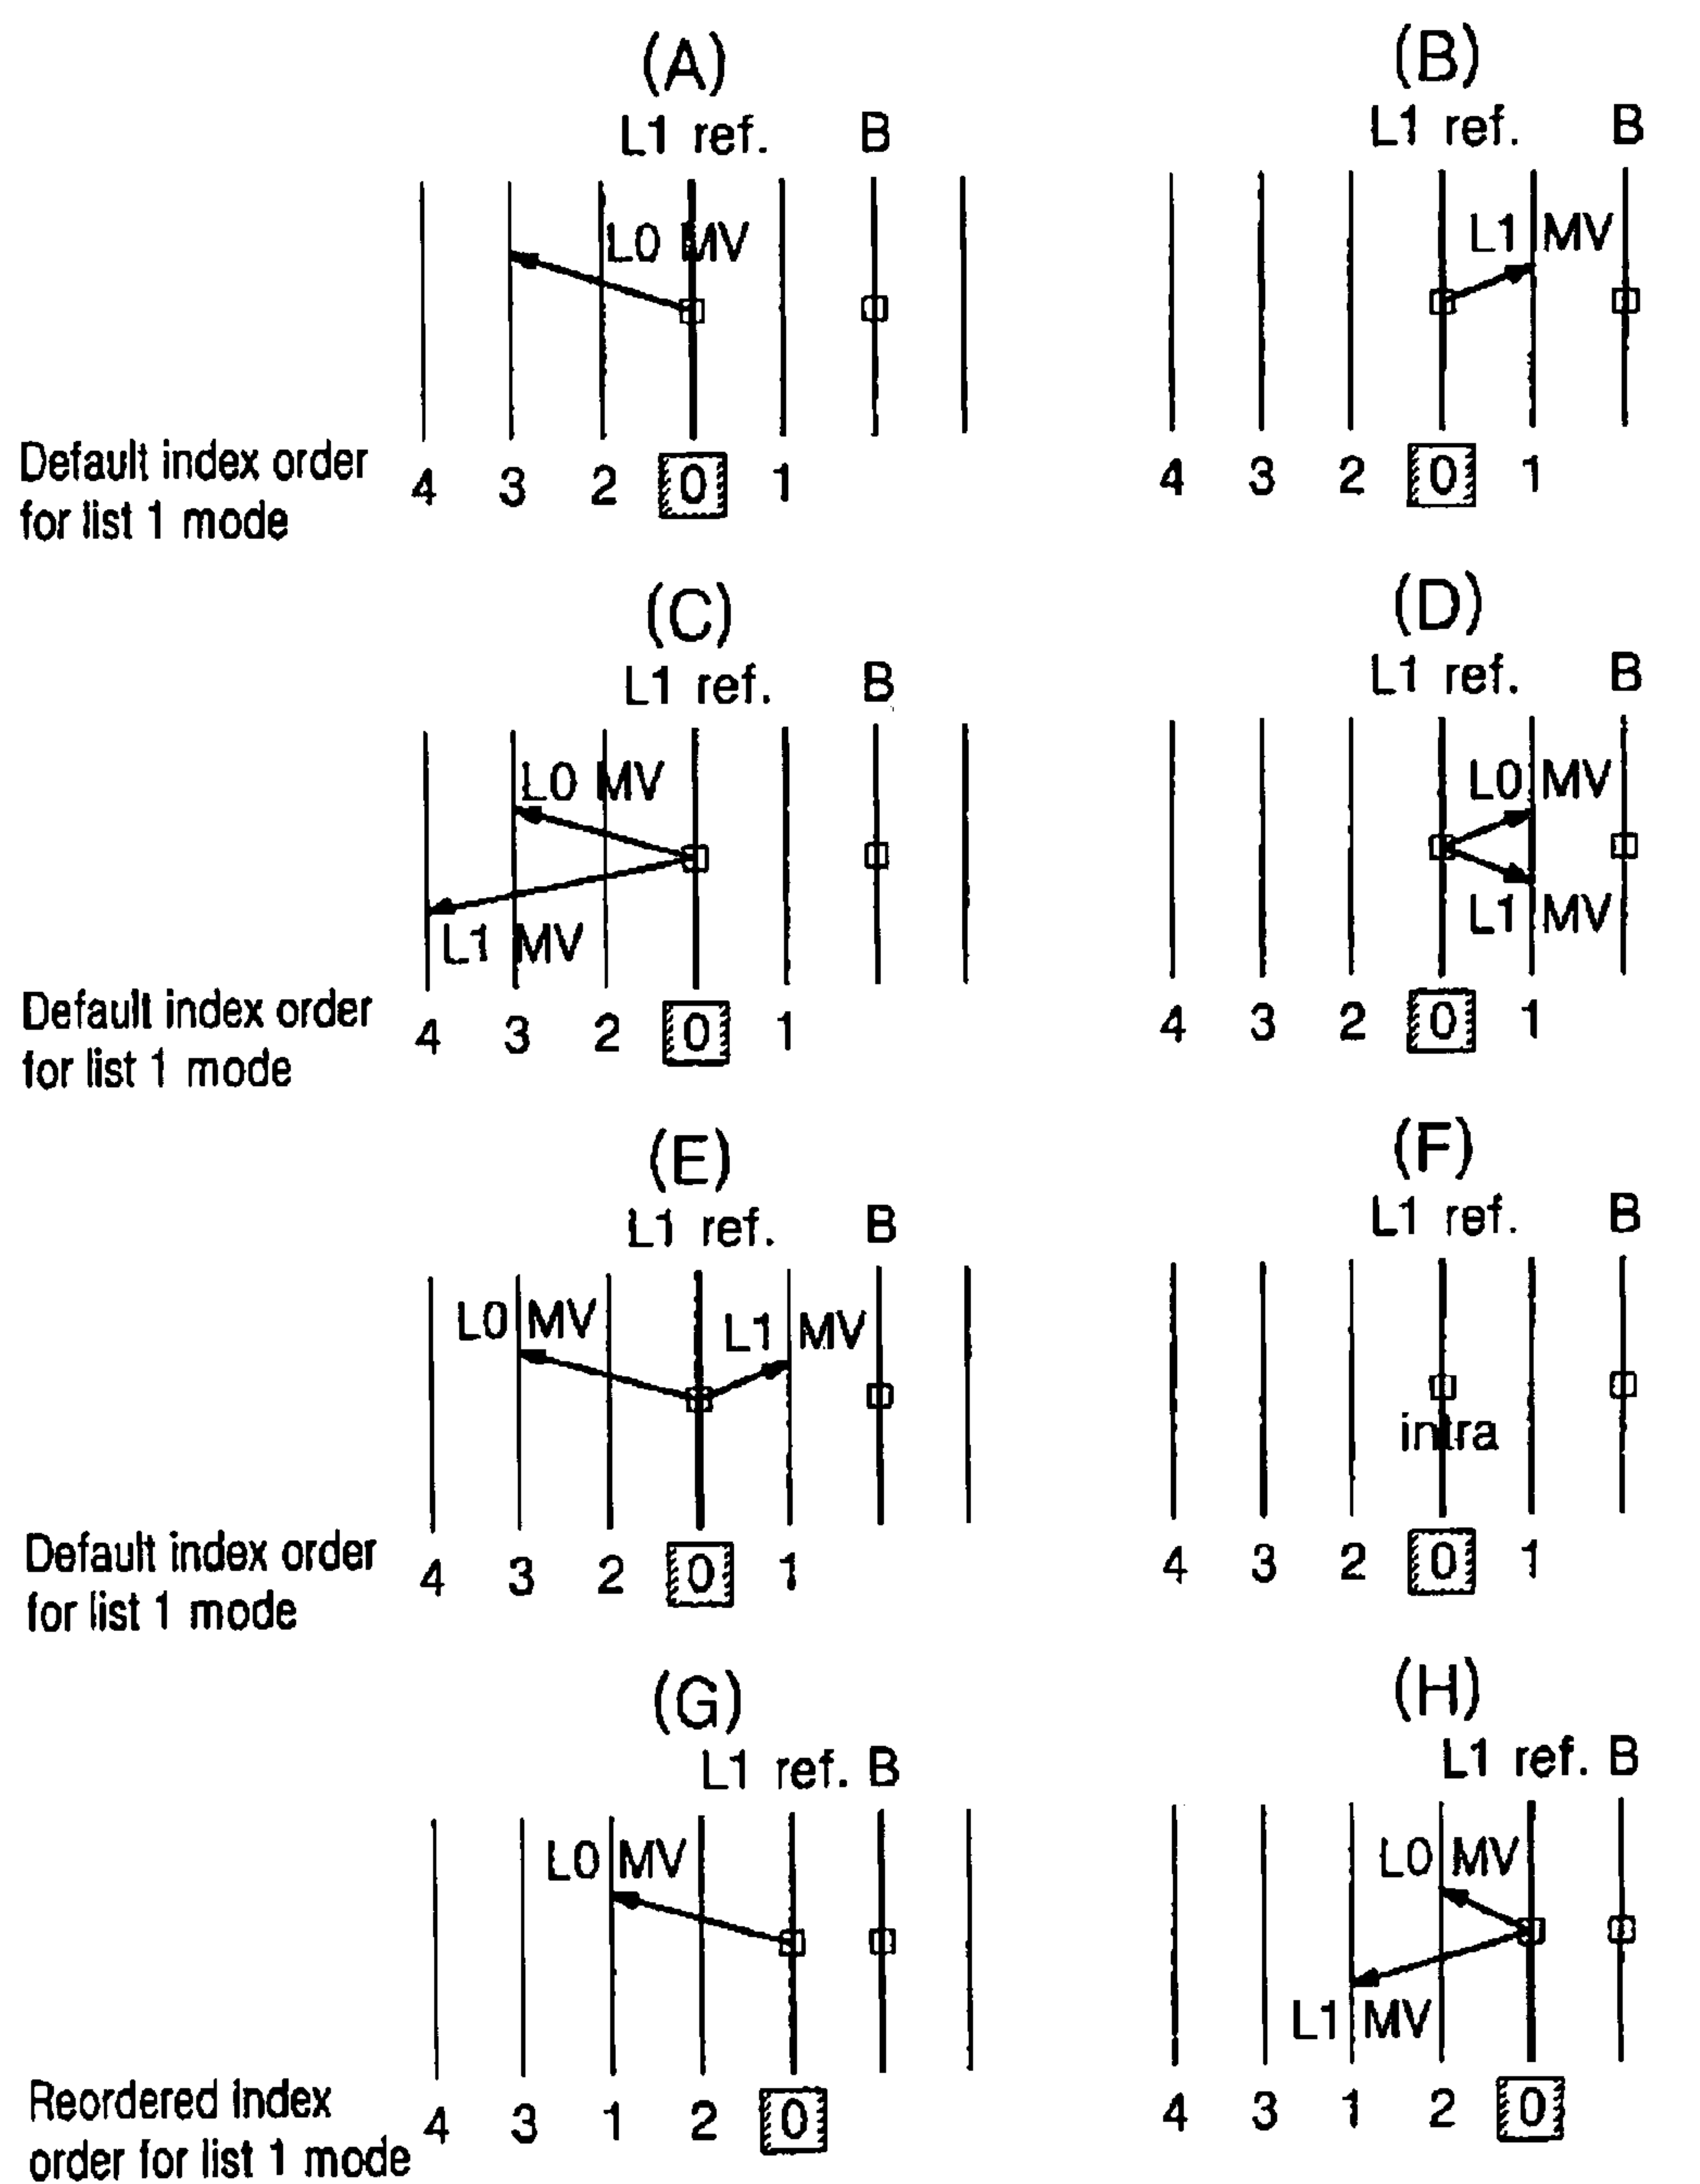 (A)
L1 ref. B
L0 MV
Default index order
for list 1 mode
4 3 2 0 1
(B)
L1 ref. B
L1 MV
4 3 2 0 1
(C)
L1 ref. B
L0 MV
L1 MV
Default index order
for list 1 mode
4 3 2 0 1
(D)
L1 ref. B
L0 MV
L1 MV
4 3 2 0 1
(E)
L1 ref. B
L0 MV
L1 MV
Default index order
for list 1 mode
4 3 2 0 1
(F)
L1 ref. B
intra
4 3 2 0 1
(G)
L1 ref. B
L0 MV
Reordered index
order for list 1 mode
4 3 1 2 0
(H)
L1 ref. B
L0 MV
L1 MV
4 3 1 2 0